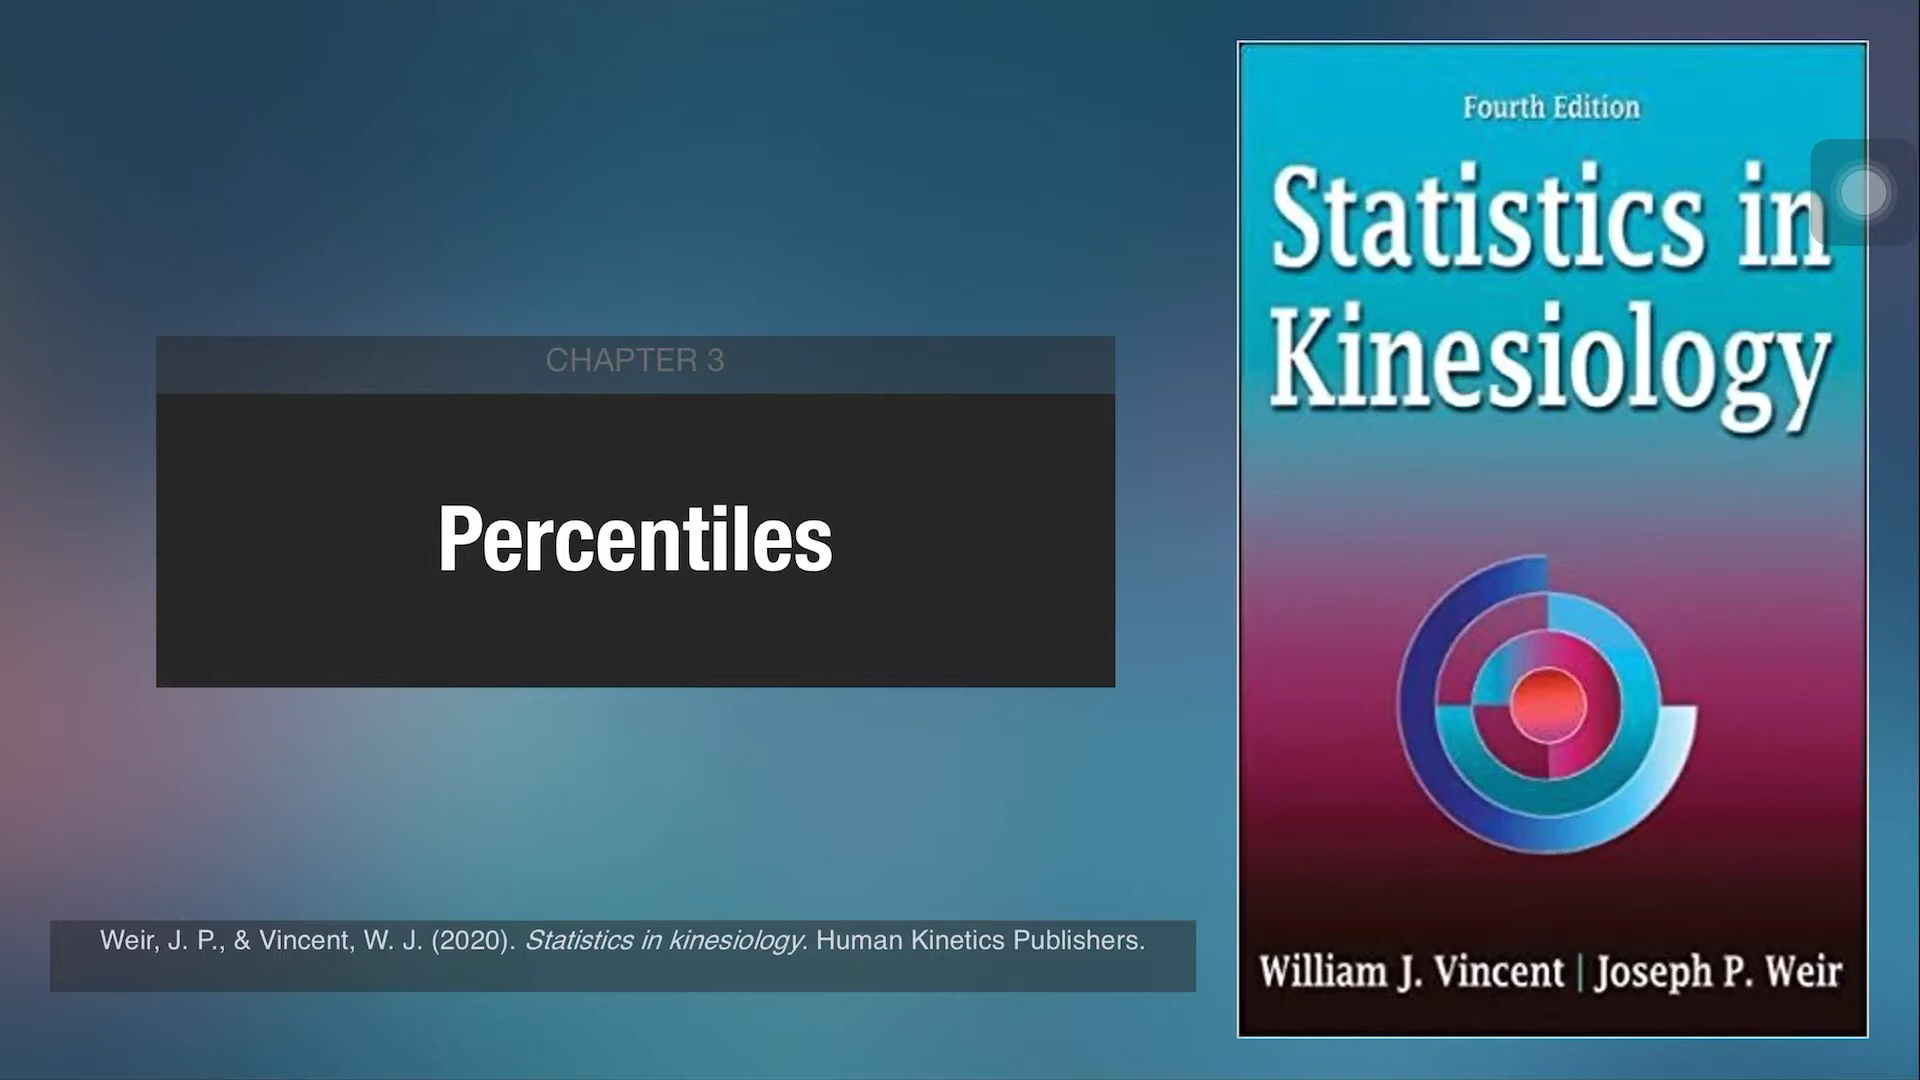 CHAPTER 3
Percentiles
Weir, J. P., & Vincent, W. J. (2020). Statistics in kinesiology. Human Kinetics Publishers.
Fourth Edition
Statistics in
Kinesiology
William J. Vincent | Joseph P. Weir